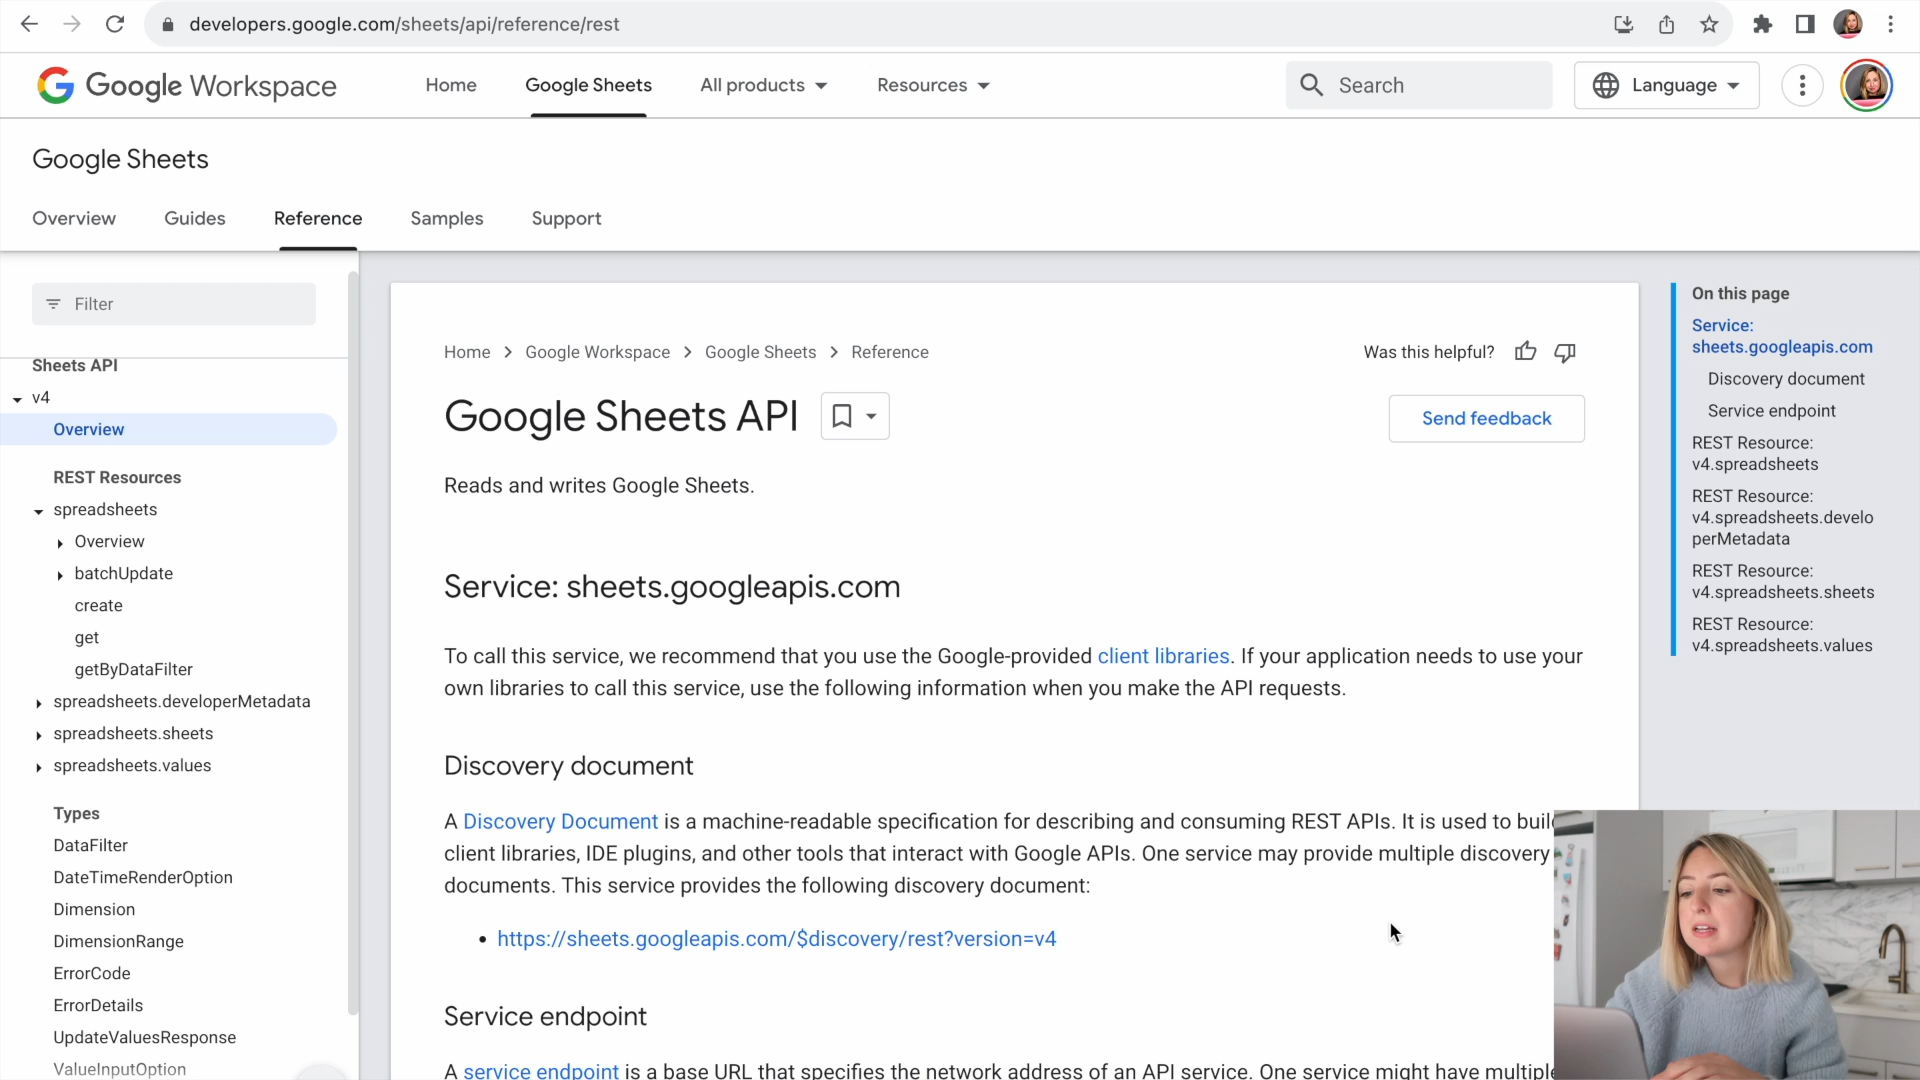 developers.google.com/sheets/api/reference/rest
Google Workspace
Home
Google Sheets
All products
Resources
Search
Language
Google Sheets
Overview
Guides
Reference
Samples
Support
Filter
Sheets API
v4
Overview
REST Resources
spreadsheets
Overview
batchUpdate
create
get
getByDataFilter
spreadsheets.developerMetadata
spreadsheets.sheets
spreadsheets.values
Types
DataFilter
DateTimeRenderOption
Dimension
DimensionRange
ErrorCode
ErrorDetails
UpdateValuesResponse
ValueInputOption
Home > Google Workspace > Google Sheets > Reference
Was this helpful?
Google Sheets API
Send feedback
Reads and writes Google Sheets.
Service: sheets.googleapis.com
To call this service, we recommend that you use the Google-provided client libraries. If your application needs to use your
own libraries to call this service, use the following information when you make the API requests.
Discovery document
A Discovery Document is a machine-readable specification for describing and consuming REST APIs. It is used to buil
client libraries, IDE plugins, and other tools that interact with Google APIs. One service may provide multiple discovery
documents. This service provides the following discovery document:
• https://sheets.googleapis.com/$discovery/rest?version=v4
Service endpoint
A service endpoint is a base URL that specifies the network address of an API service. One service might have multiple
On this page
Service:
sheets.googleapis.com
Discovery document
Service endpoint
REST Resource:
v4.spreadsheets
REST Resource:
v4.spreadsheets.develo
perMetadata
REST Resource:
v4.spreadsheets.sheets
REST Resource:
v4.spreadsheets.values